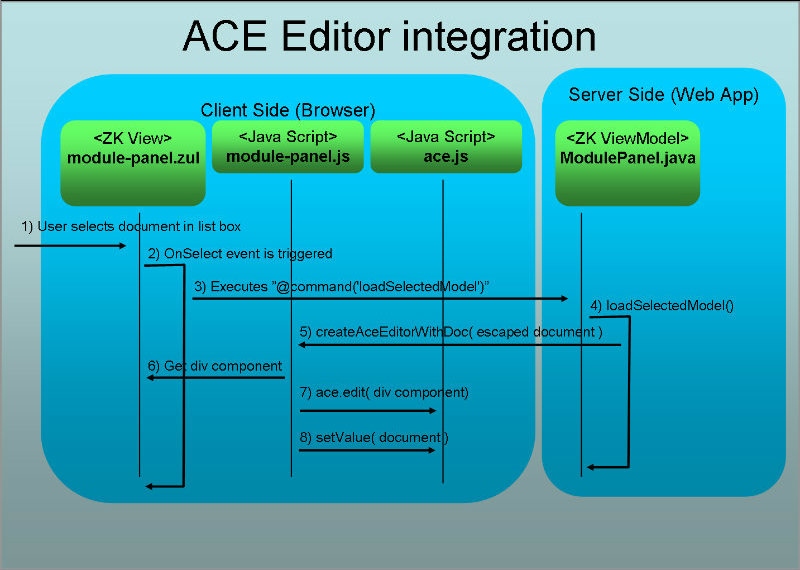 ACE Editor integration
Client Side (Browser)
Server Side (Web App)
<ZK View>
module-panel.zul
<Java Script>
module-panel.js
<Java Script>
ace.js
<ZK ViewModel>
ModulePanel.java
1) User selects document in list box
2) OnSelect event is triggered
3) Executes "@command('loadSelectedModel')"
4) loadSelectedModel()
5) createAceEditorWithDoc( escaped document )
6) Get div component
7) ace.edit( div component)
8) setValue( document )